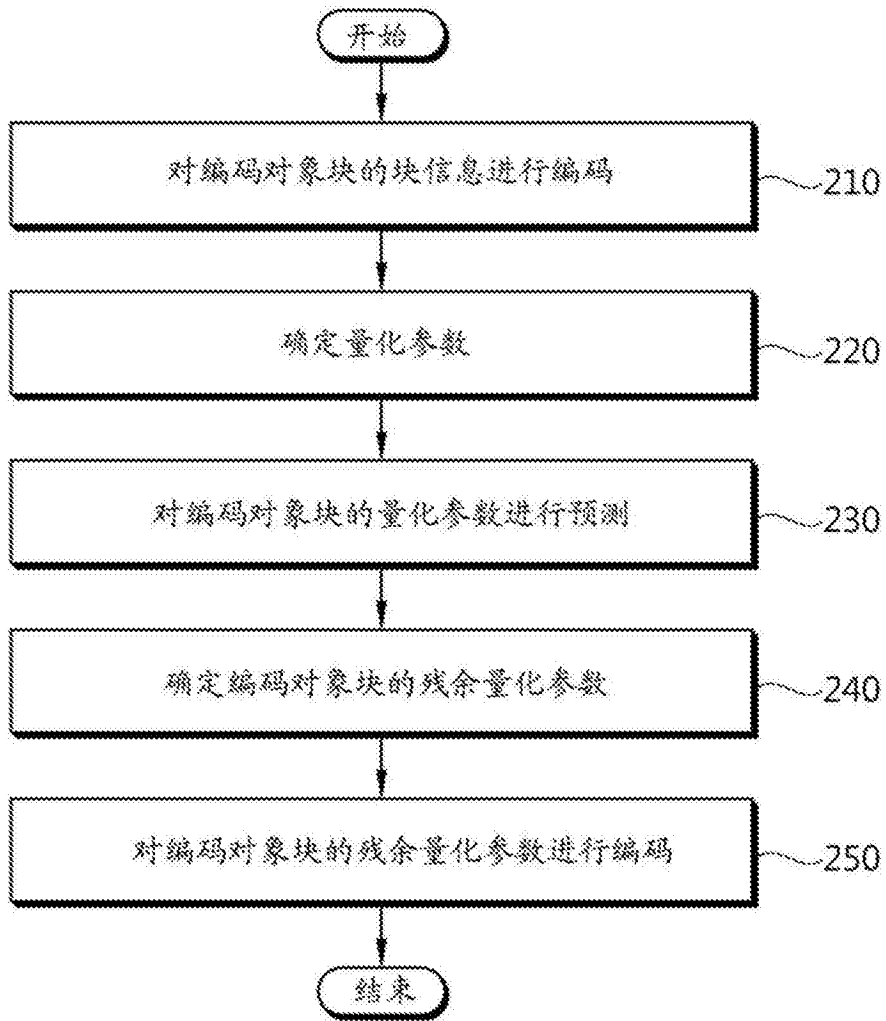 开始
对编码对象块的块信息进行编码
210
确定量化参数
220
对编码对象块的量化参数进行预测
230
确定编码对象块的残余量化参数
240
对编码对象块的残余量化参数进行编码
250
结束